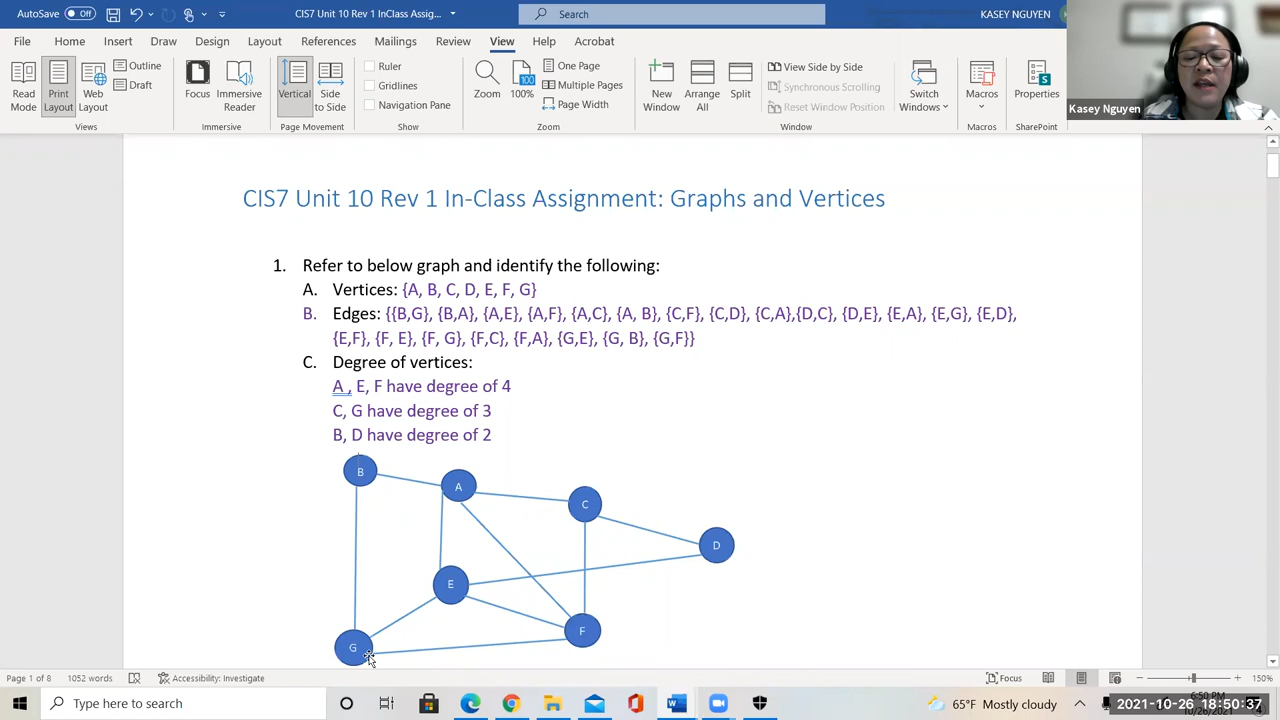 AutoSave Off CIS7 Unit 10 Rev 1 In-Class Assig... Search KASEY NGUYEN
File Home Insert Draw Design Layout References Mailings Review View Help Acrobat
Read Mode Print Layout Web Layout Outline Draft Focus Immersive Reader Vertical Side to Side Ruler Gridlines Navigation Pane Zoom 100 100% One Page Multiple Pages Page Width New Window Arrange All Split View Side by Side Synchronous Scrolling Reset Window Position Switch Windows Macros Properties
Views Immersive Page Movement Show Zoom Window Macros SharePoint
Kasey Nguyen
CIS7 Unit 10 Rev 1 In-Class Assignment: Graphs and Vertices
1. Refer to below graph and identify the following:
A. Vertices: {A, B, C, D, E, F, G}
B. Edges: {{B,G}, {B,A}, {A,E}, {A,F}, {A,C}, {A, B}, {C,F}, {C,D}, {C,A},{D,C}, {D,E}, {E,A}, {E,G}, {E,D},
{E,F}, {F, E}, {F, G}, {F,C}, {F,A}, {G,E}, {G, B}, {G,F}}
C. Degree of vertices:
A , E, F have degree of 4
C, G have degree of 3
B, D have degree of 2
B
A
C
D
E
F
G
Page 1 of 8 1052 words Accessibility: Investigate Focus 150%
Type here to search 65°F Mostly cloudy 2021-10-26 18:50:37